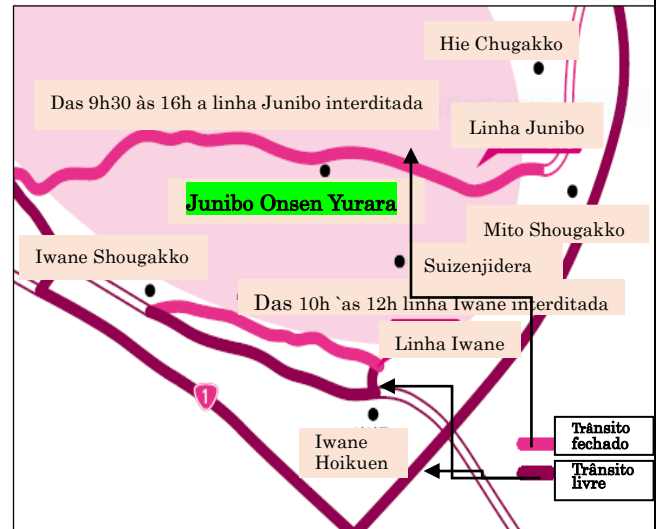 Hie Chugakko
Das 9h30 às 16h a linha Junibo interditada
Linha Junibo
Junibo Onsen Yurara
Mito Shougakko
Iwane Shougakko
Suizenjidera
Das 10h `as 12h linha Iwane interditada
Linha Iwane
1
Iwane
Hoikuen
Trânsito
fechado
Trânsito
livre